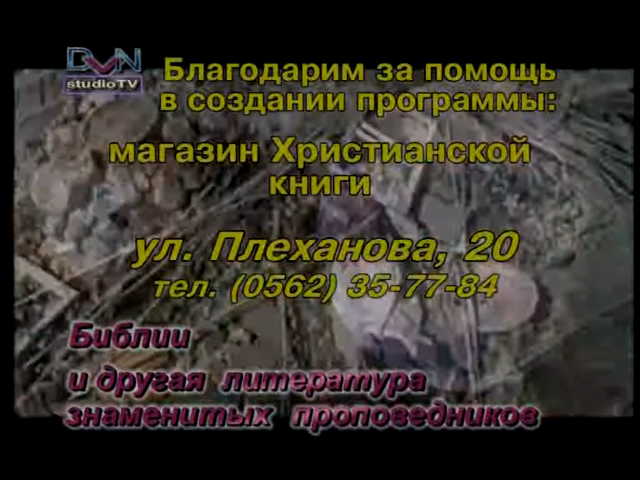 DVN
studioTV
Благодарим за помощь
в создании программы:
магазин Христианской
книги
ул. Плеханова, 20
тел. (0562) 35-77-84
Библии
и другая литература
знаменитых проповедников